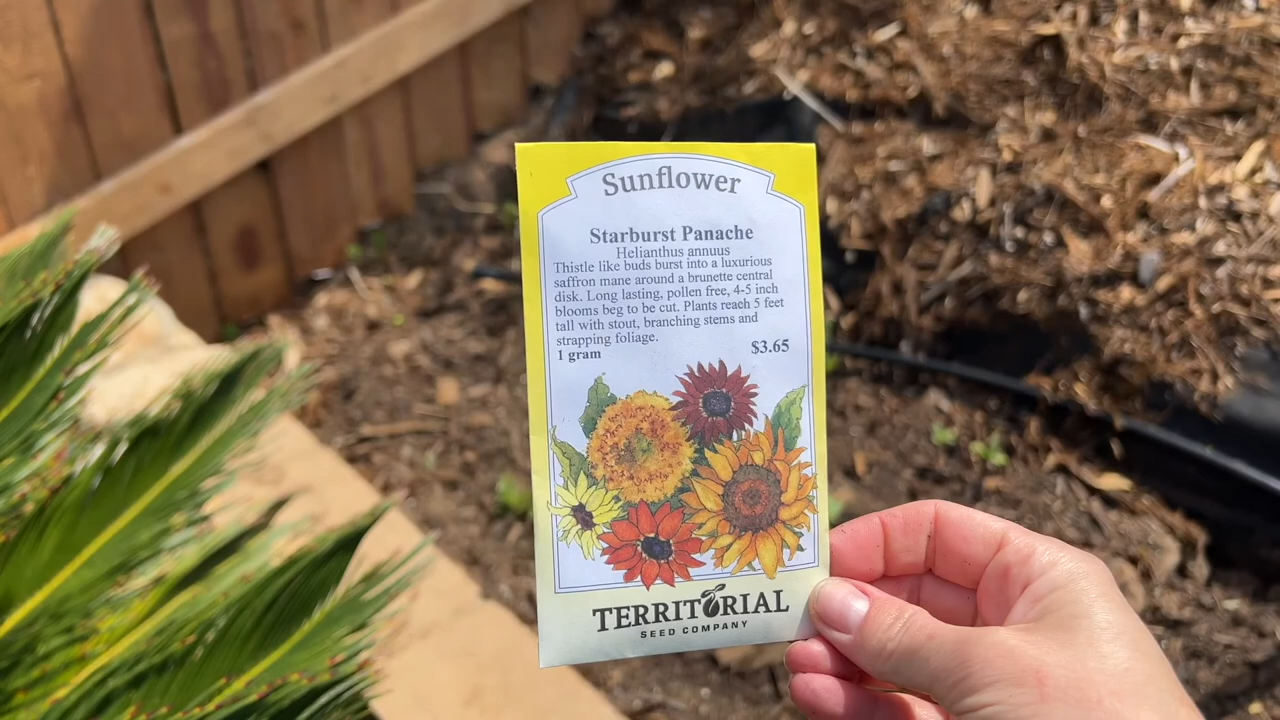 Sunflower
Starburst Panache
Helianthus annuus
Thistle like buds burst into a luxurious
saffron mane around a brunette central
disk. Long lasting, pollen free, 4-5 inch
blooms beg to be cut. Plants reach 5 feet
tall with stout, branching stems and
strapping foliage.
1 gram $3.65
TERRITORIAL
SEED COMPANY